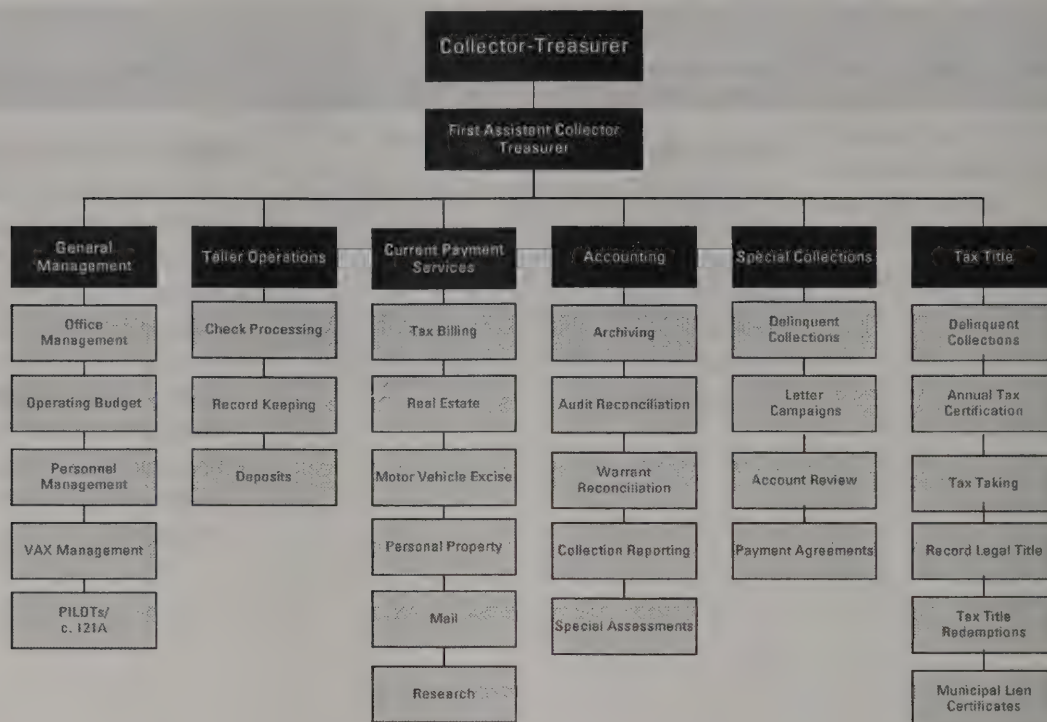 Collector-Treasurer
First Assistant Collector
Treasurer
General
Management
Office
Management
Operating Budget
Personnel
Management
VAX Management
PILOTs/
c. 121A
Teller Operations
Check Processing
Record Keeping
Deposits
Current Payment
Services
Tax Billing
Real Estate
Motor Vehicle Excise
Personal Property
Mail
Research
Accounting
Archiving
Audit Reconciliation
Warrant
Reconciliation
Collection Reporting
Special Assessments
Special Collections
Delinquent
Collections
Letter
Campaigns
Account Review
Payment Agreements
Tax Title
Delinquent
Collections
Annual Tax
Certification
Tax Taking
Record Legal Title
Tax Title
Redemptions
Municipal Lien
Certificates